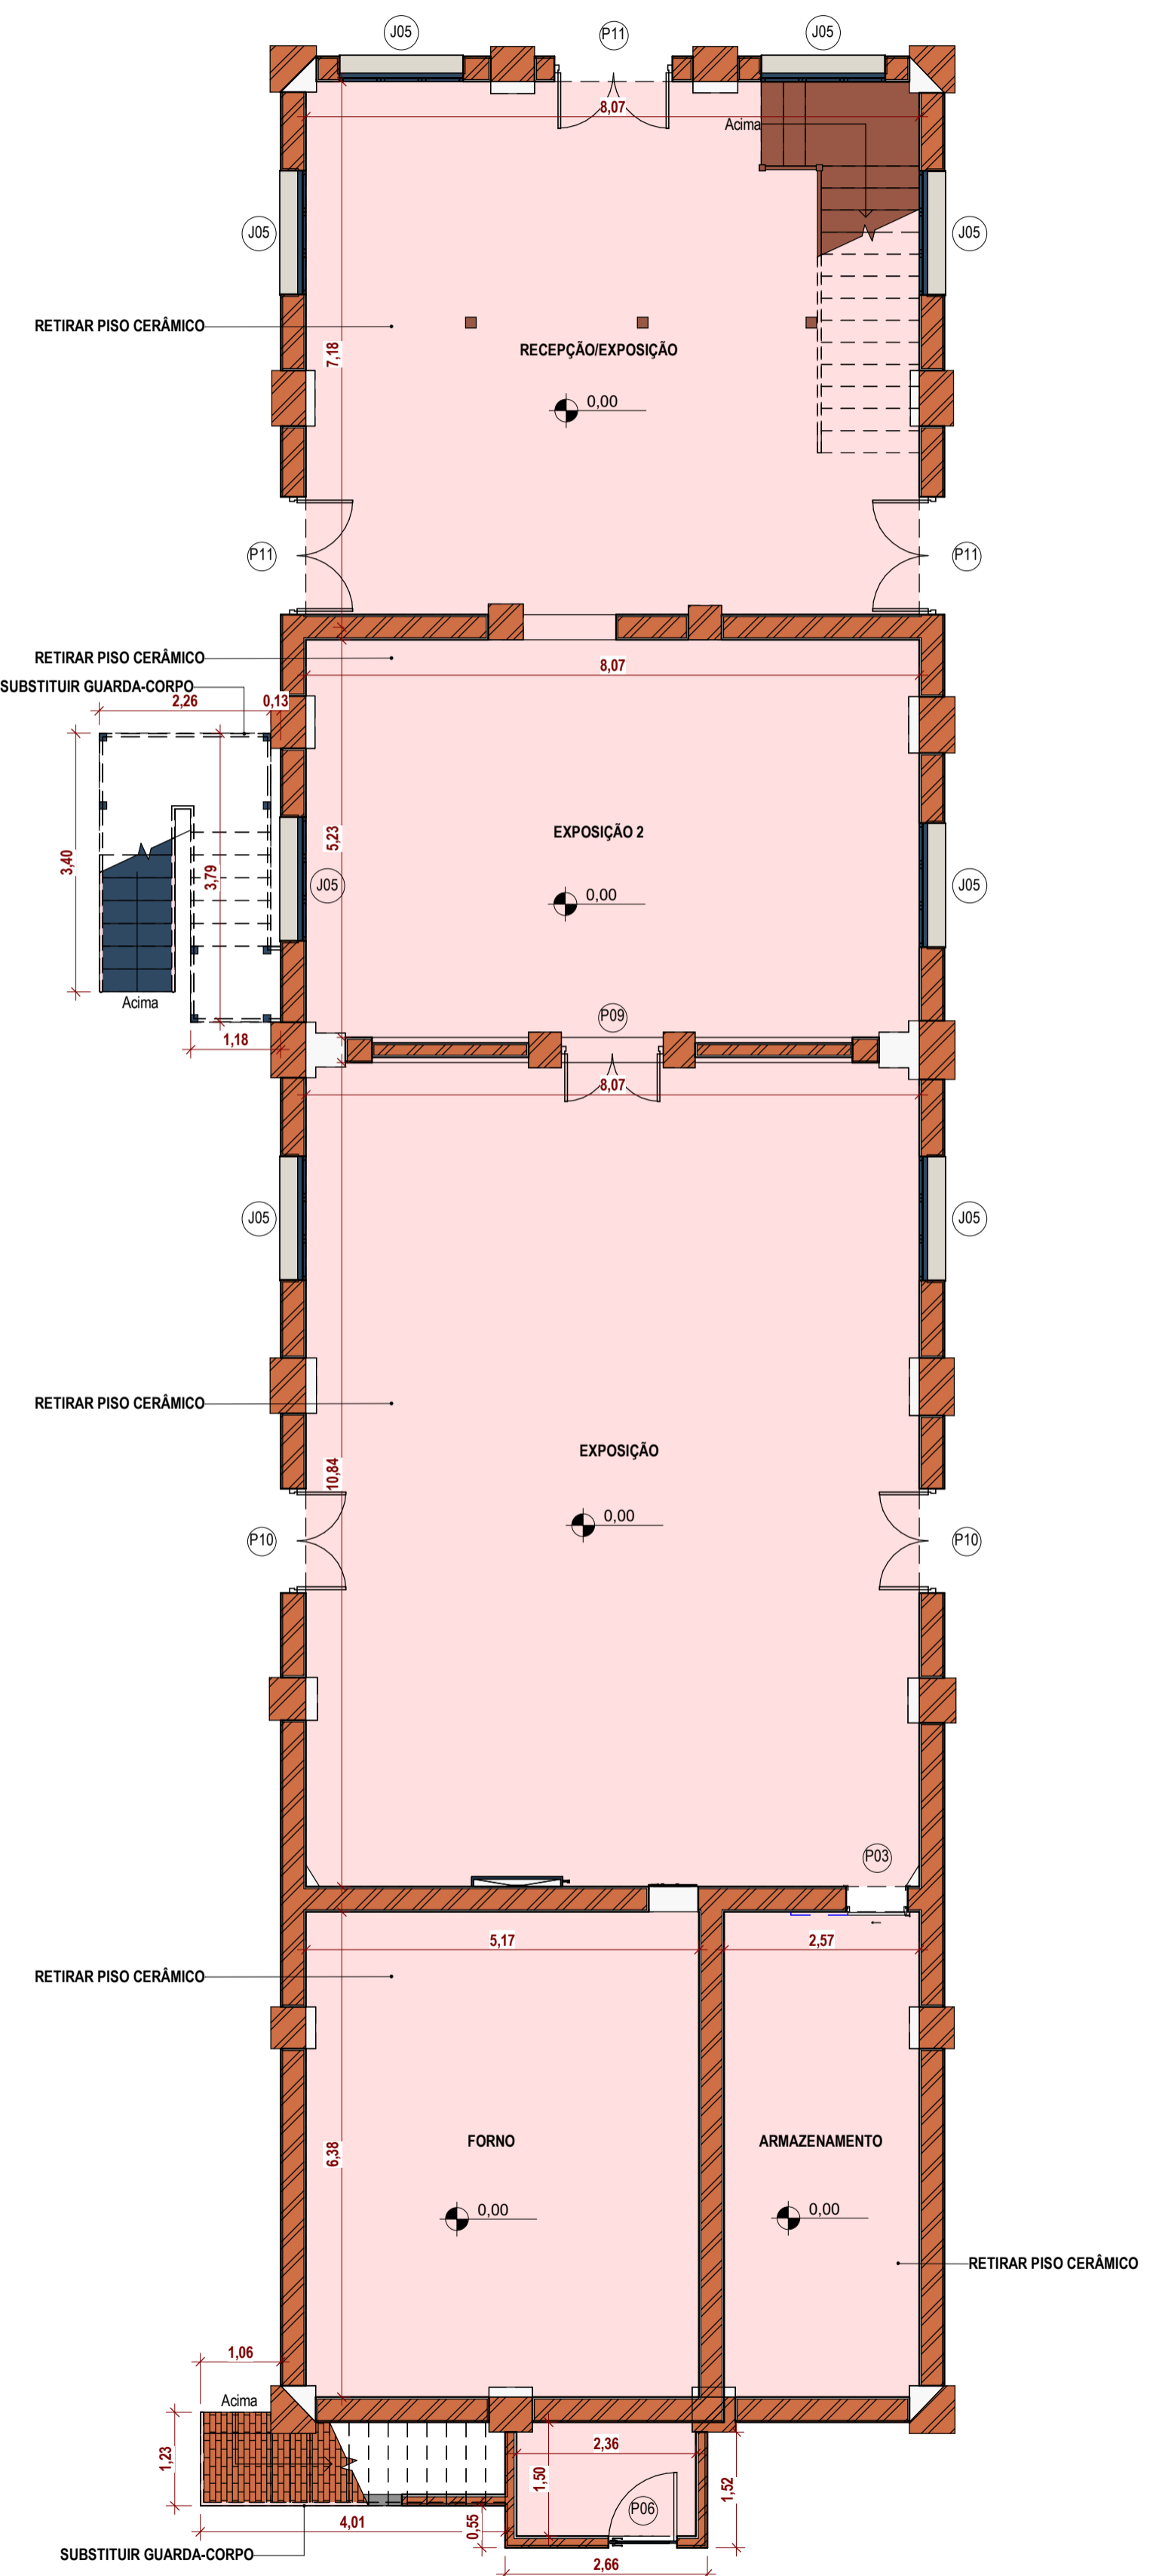 J05
P11
J05
8,07
Acima
J05
J05
RETIRAR PISO CERÂMICO
7,18
RECEPÇÃO/EXPOSIÇÃO
0,00
P11
P11
RETIRAR PISO CERÂMICO
8,07
SUBSTITUIR GUARDA-CORPO
2,26
0,13
EXPOSIÇÃO 2
5,23
3,40
3,79
J05
J05
0,00
Acima
P09
1,18
8,07
J05
J05
RETIRAR PISO CERÂMICO
EXPOSIÇÃO
10,84
0,00
P10
P10
P03
5,17
2,57
RETIRAR PISO CERÂMICO
FORNO
ARMAZENAMENTO
6,38
0,00
0,00
RETIRAR PISO CERÂMICO
1,06
Acima
2,36
1,23
1,50
1,52
P06
4,01
0,55
SUBSTITUIR GUARDA-CORPO
2,66